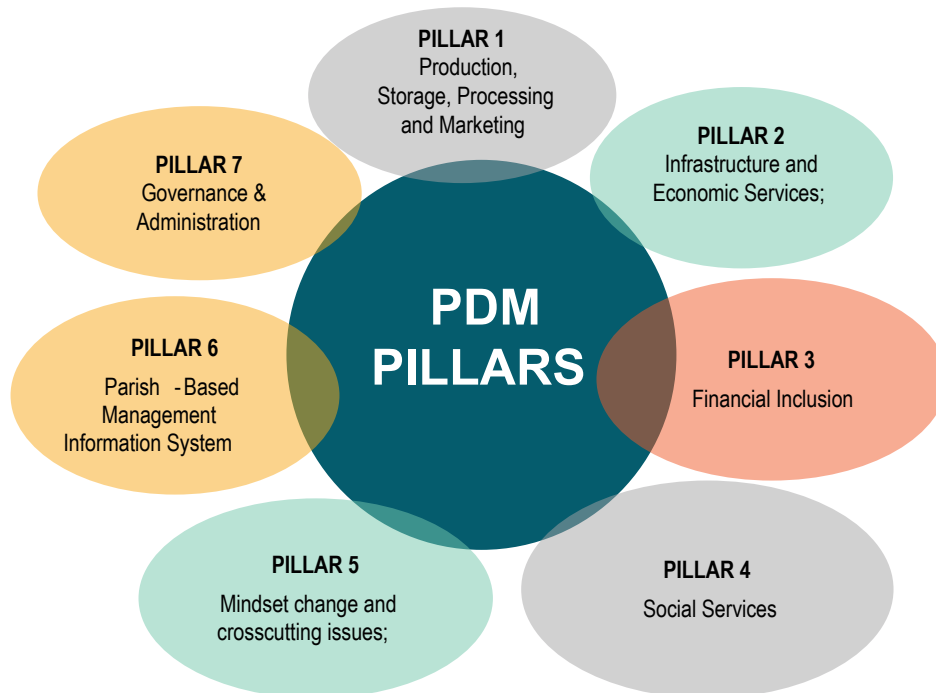 PILLAR 1
Production,
Storage, Processing
and Marketing
PILLAR 2
Infrastructure and
Economic Services;
PILLAR 3
Financial Inclusion
PILLAR 4
Social Services
PILLAR 5
Mindset change and
crosscutting issues;
PILLAR 6
Parish - Based
Management
Information System
PILLAR 7
Governance &
Administration
PDM
PILLARS